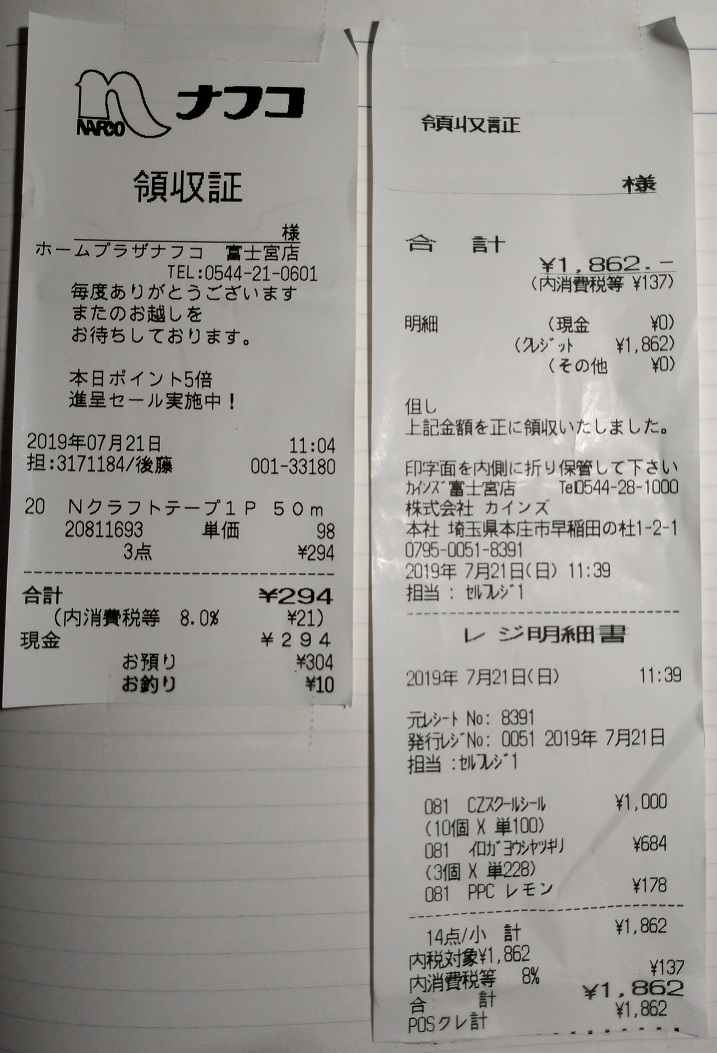 NAFCO ナフコ
領収証
様
ホームプラザナフコ 富士宮店
TEL:0544-21-0601
毎度ありがとうございます
またのお越しを
お待ちしております。
本日ポイント5倍
進呈セール実施中!
2019年07月21日 11:04
担:3171184/後藤 001-33180
20 Nクラフトテープ1P 50m
20811693 単価 98
3点 ¥294
合計 ¥294
(内消費税等 8.0% ¥21)
現金 ¥294
お預り ¥304
お釣り ¥10
領収証
様
合 計
¥1,862.-
(内消費税等 ¥137)
明細 (現金 ¥0)
(クレジット ¥1,862)
(その他 ¥0)
但し
上記金額を正に領収いたしました。
印字面を内側に折り保管して下さい
カインズ富士宮店 Tel0544-28-1000
株式会社 カインズ
本社 埼玉県本庄市早稲田の杜1-2-1
0795-0051-8391
2019年 7月21日(日) 11:39
担当 : セルフレジ1
レジ明細書
2019年 7月21日(日) 11:39
元レシート No: 8391
発行レジNo: 0051 2019年 7月21日
担当 :セルフレジ1
081 CZスクールシール ¥1,000
(10個 X 単100)
081 イロガヨウシヤツギリ ¥684
(3個 X 単228)
081 PPC レモン ¥178
14点/小 計 ¥1,862
内税対象¥1,862
内消費税等 8% ¥137
合 計 ¥1,862
POSクレ計 ¥1,862